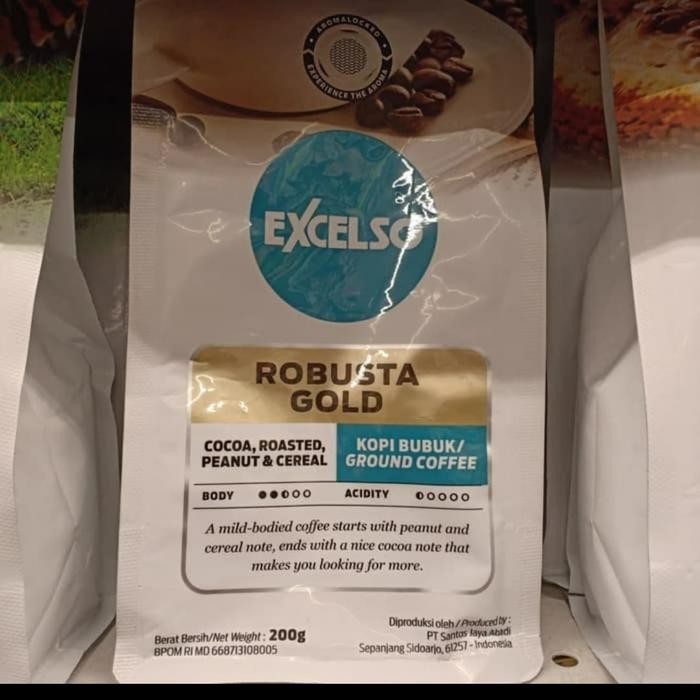 AROMALOCKED
EXPERIENCE THE AROMA
EXCELSO
ROBUSTA
GOLD
COCOA, ROASTED,
PEANUT & CEREAL
KOPI BUBUK/
GROUND COFFEE
BODY
ACIDITY
A mild-bodied coffee starts with peanut and
cereal note, ends with a nice cocoa note that
makes you looking for more.
Berat Bersih/Net Weight : 200g
BPOM RI MD 668713108005
Diproduksi oleh / Produced by :
PT Santos Jaya Abadi
Sepanjang Sidoarjo, 61257 - Indonesia